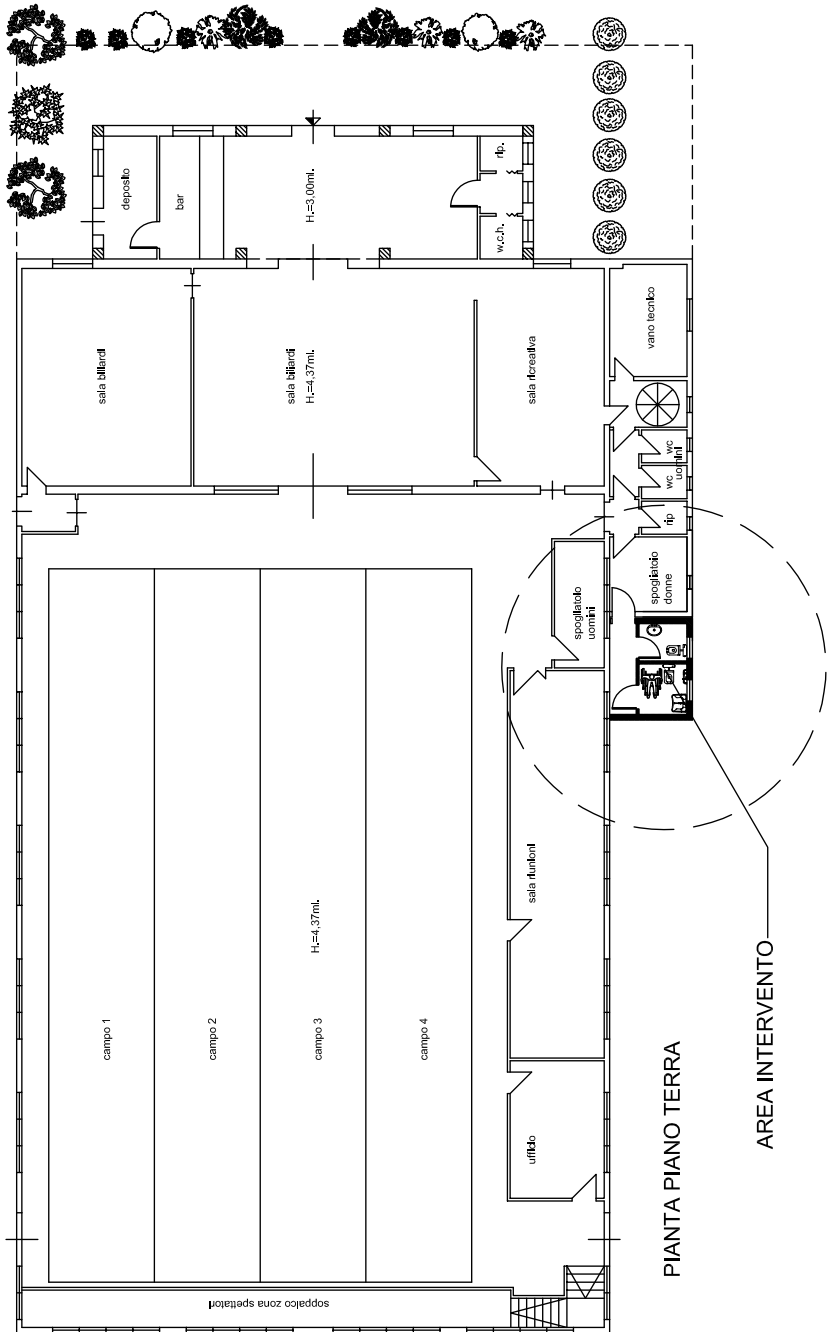 deposito
bar
H.=3,00ml.
rip.
w.c.h.
sala biliardi
sala biliardi
H.=4,37ml.
sala ricreativa
vano tecnico
wc
uomini
wc
rip
spogliatoio
donne
spogliatoio
uomini
sala riunioni
ufficio
campo 1
campo 2
campo 3
H.=4,37ml.
campo 4
soppalco zona spettatori
PIANTA PIANO TERRA
AREA INTERVENTO